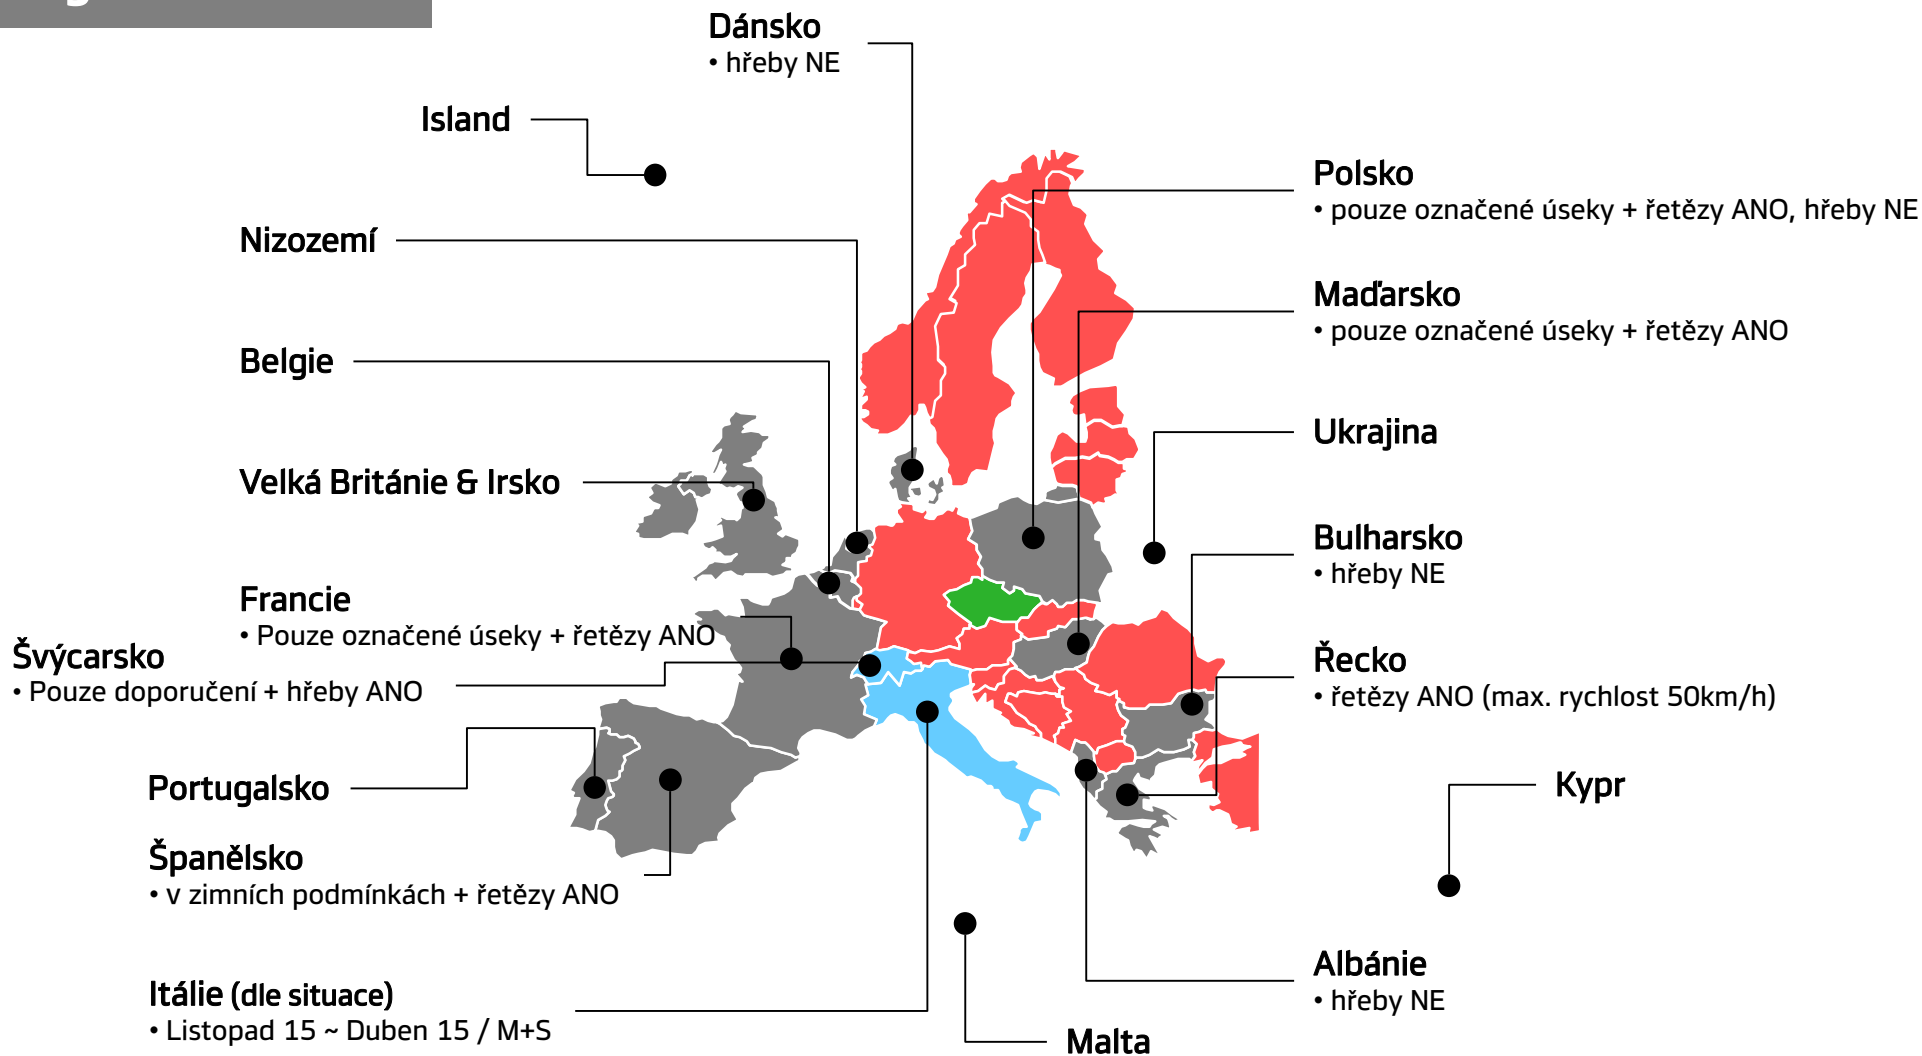 Dánsko
• hřeby NE
Island
Polsko
• pouze označené úseky + řetězy ANO, hřeby NE
Nizozemí
Maďarsko
• pouze označené úseky + řetězy ANO
Belgie
Ukrajina
Velká Británie & Irsko
Bulharsko
• hřeby NE
Francie
• Pouze označené úseky + řetězy ANO
Švýcarsko
• Pouze doporučení + hřeby ANO
Řecko
• řetězy ANO (max. rychlost 50km/h)
Portugalsko
Kypr
Španělsko
• v zimních podmínkách + řetězy ANO
Albánie
• hřeby NE
Itálie (dle situace)
• Listopad 15 ~ Duben 15 / M+S
Malta